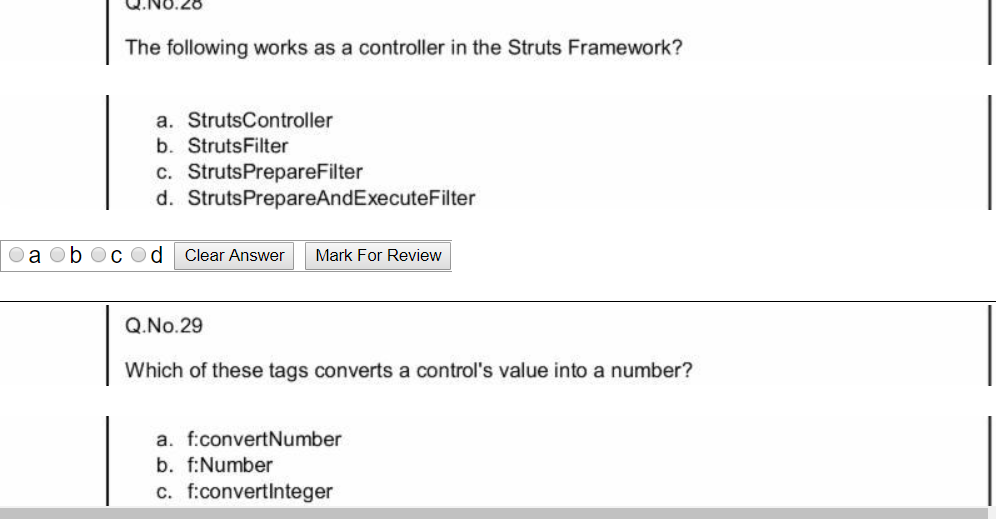 Q.No.28
The following works as a controller in the Struts Framework?
a. StrutsController
b. StrutsFilter
c. StrutsPrepareFilter
d. StrutsPrepareAndExecuteFilter
a b c d Clear Answer Mark For Review
Q.No.29
Which of these tags converts a control's value into a number?
a. f:convertNumber
b. f:Number
c. f:convertInteger